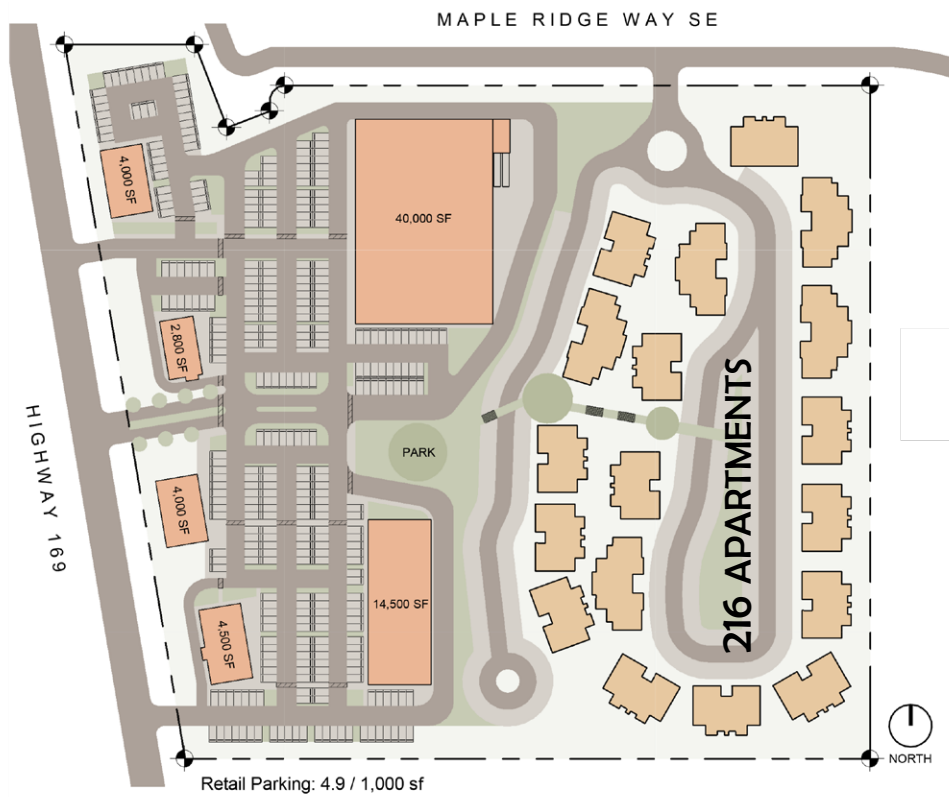 MAPLE RIDGE WAY SE
4,000 SF
40,000 SF
2,800 SF
216 APARTMENTS
HIGHWAY 169
PARK
4,000 SF
14,500 SF
4,500 SF
NORTH
Retail Parking: 4.9 / 1,000 sf